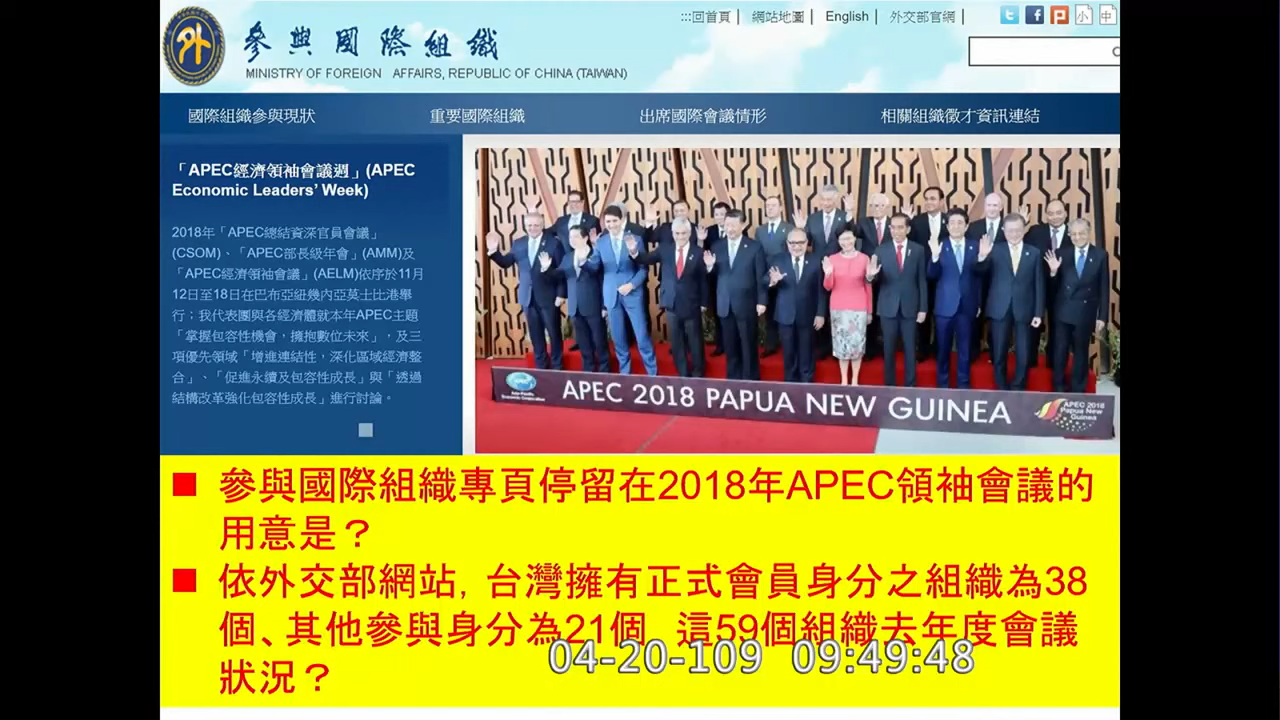 :::回首頁 | 網站地圖 | English | 外交部官網 |
小 中
外
參與國際組織
MINISTRY OF FOREIGN AFFAIRS, REPUBLIC OF CHINA (TAIWAN)
國際組織參與現狀 重要國際組織 出席國際會議情形 相關組織徵才資訊連結
「APEC經濟領袖會議週」(APEC
Economic Leaders’ Week)
2018年「APEC總結資深官員會議」
(CSOM)、「APEC部長級年會」(AMM)及
「APEC經濟領袖會議」(AELM)依序於11月
12日至18日在巴布亞紐幾內亞莫士比港舉
行；我代表團與各經濟體就本年APEC主題
「掌握包容性機會，擁抱數位未來」，及三
項優先領域「增進連結性，深化區域經濟整
合」、「促進永續及包容性成長」與「透過
結構改革強化包容性成長」進行討論。
APEC
Asia-Pacific
Economic Cooperation
APEC 2018 PAPUA NEW GUINEA
APEC 2018
Papua New
Guinea
■ 參與國際組織專頁停留在2018年APEC領袖會議的
用意是？
■ 依外交部網站，台灣擁有正式會員身分之組織為38
個、其他參與身分為21個，這59個組織去年度會議
狀況？
04-20-109 09:49:48